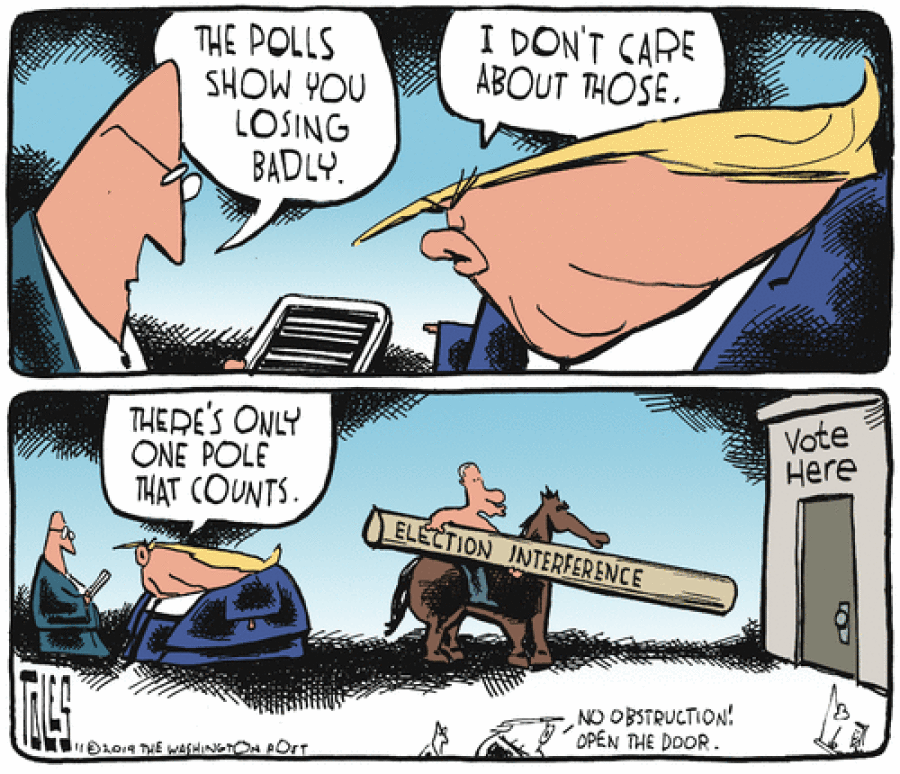 THE POLLS
SHOW YOU
LOSING
BADLY.
I DON'T CARE
ABOUT THOSE.
THERE'S ONLY
ONE POLE
THAT COUNTS.
ELECTION INTERFERENCE
Vote
Here
TOLES
11 © 2019 THE WASHINGTON POST
NO OBSTRUCTION!
OPEN THE DOOR.